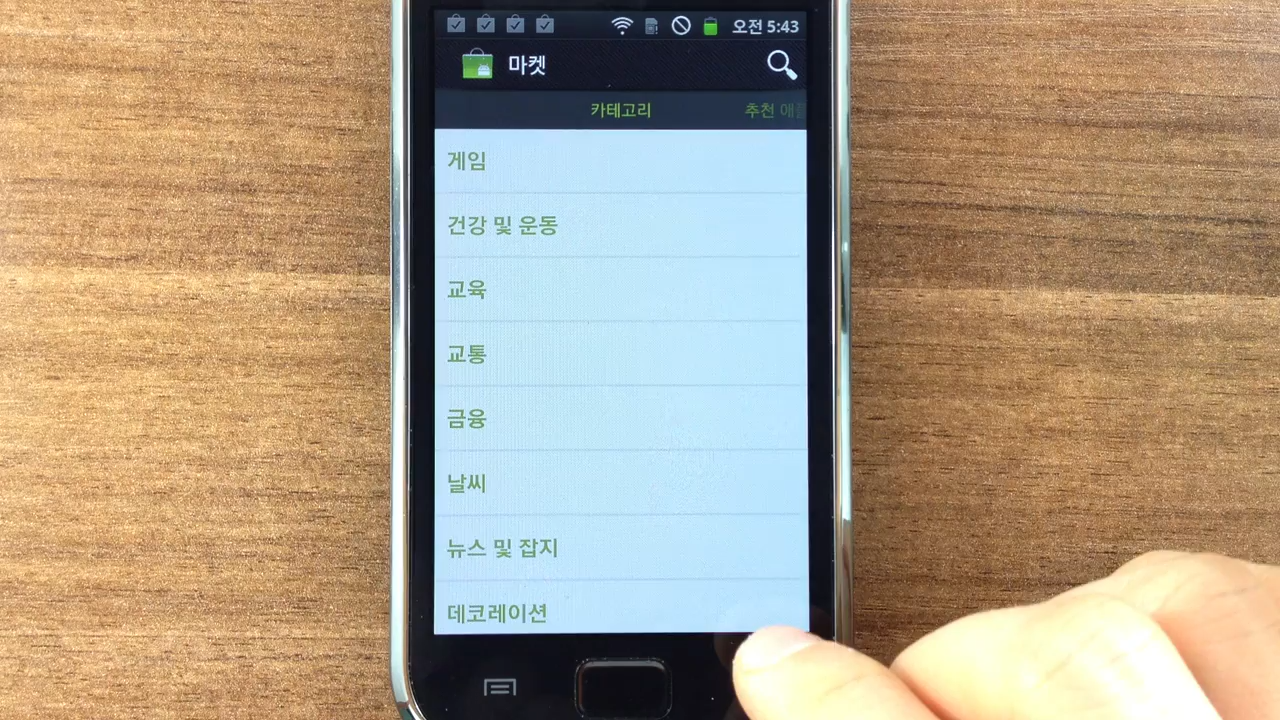 오전 5:43
마켓
카테고리 추천
게임
건강 및 운동
교육
교통
금융
날씨
뉴스 및 잡지
데코레이션